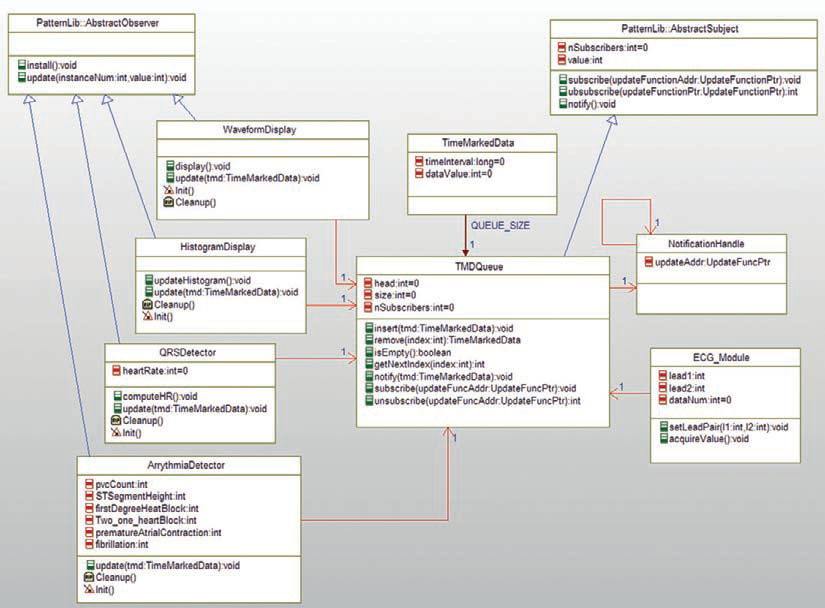 PatternLib::AbstractObserver
install():void
update(instanceNum:int,value:int):void
PatternLib::AbstractSubject
nSubscribers:int=0
value:int
subscribe(updateFunctionAddr:UpdateFunctionPtr):void
ubsubscribe(updateFunctionPtr:UpdateFunctionPtr):int
notify():void
WaveformDisplay
display():void
update(tmd:TimeMarkedData):void
Init()
Cleanup()
TimeMarkedData
timeInterval:long=0
dataValue:int=0
QUEUE_SIZE
1
HistogramDisplay
updateHistogram():void
update(tmd:TimeMarkedData):void
Cleanup()
Init()
1
1
TMDQueue
head:int=0
size:int=0
nSubscribers:int=0
insert(tmd:TimeMarkedData):void
remove(index:int):TimeMarkedData
isEmpty():boolean
getNextIndex(index:int):int
notify(tmd:TimeMarkedData):void
subscribe(updateFuncAddr:UpdateFuncPtr):void
unsubscribe(updateFuncAddr:UpdateFuncPtr):int
1
1
NotificationHandle
updateAddr:UpdateFuncPtr
QRSDetector
heartRate:int=0
computeHR():void
update(tmd:TimeMarkedData):void
Cleanup()
Init()
1
ECG_Module
lead1:int
lead2:int
dataNum:int=0
setLeadPair(l1:int,l2:int):void
acquireValue():void
1
ArrythmiaDetector
pvcCount:int
STSegmentHeight:int
firstDegreeHeatBlock:int
Two_one_heartBlock:int
prematureAtrialContraction:int
fibrillation:int
update(tmd:TimeMarkedData):void
Cleanup()
Init()
1